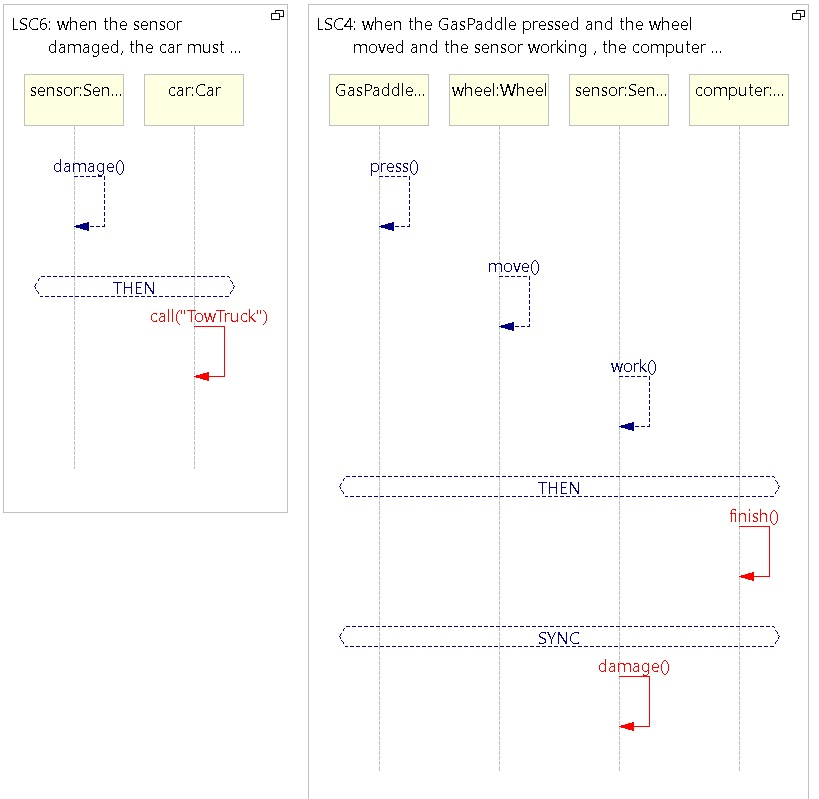 LSC6: when the sensor
damaged, the car must ...
sensor:Sen...
car:Car
damage()
THEN
call("TowTruck")
LSC4: when the GasPaddle pressed and the wheel
moved and the sensor working , the computer ...
GasPaddle...
wheel:Wheel
sensor:Sen...
computer:...
press()
move()
work()
THEN
finish()
SYNC
damage()